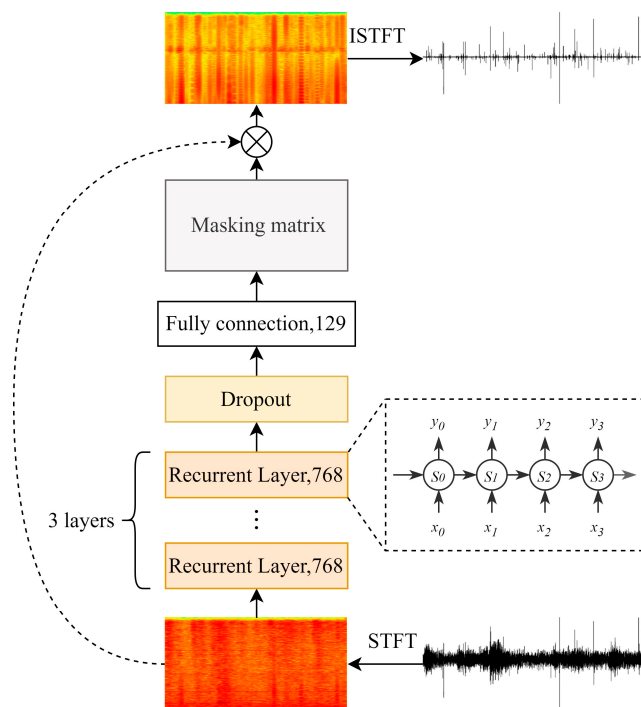 ISTFT
Masking matrix
Fully connection,129
Dropout
Recurrent Layer,768
3 layers
Recurrent Layer,768
y0 y1 y2 y3
S0 S1 S2 S3
x0 x1 x2 x3
STFT